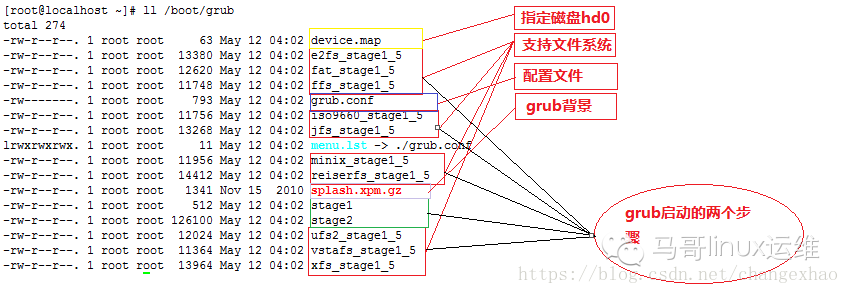 [root@localhost ~]# ll /boot/grub
total 274
-rw-r--r--. 1 root root 63 May 12 04:02 device.map
-rw-r--r--. 1 root root 13380 May 12 04:02 e2fs_stage1_5
-rw-r--r--. 1 root root 12620 May 12 04:02 fat_stage1_5
-rw-r--r--. 1 root root 11748 May 12 04:02 ffs_stage1_5
-rw-------. 1 root root 793 May 12 04:02 grub.conf
-rw-r--r--. 1 root root 11756 May 12 04:02 iso9660_stage1_5
-rw-r--r--. 1 root root 13268 May 12 04:02 jfs_stage1_5
lrwxrwxrwx. 1 root root 11 May 12 04:02 menu.lst -> ./grub.conf
-rw-r--r--. 1 root root 11956 May 12 04:02 minix_stage1_5
-rw-r--r--. 1 root root 14412 May 12 04:02 reiserfs_stage1_5
-rw-r--r--. 1 root root 1341 Nov 15 2010 splash.xpm.gz
-rw-r--r--. 1 root root 512 May 12 04:02 stage1
-rw-r--r--. 1 root root 126100 May 12 04:02 stage2
-rw-r--r--. 1 root root 12024 May 12 04:02 ufs2_stage1_5
-rw-r--r--. 1 root root 11364 May 12 04:02 vstafs_stage1_5
-rw-r--r--. 1 root root 13964 May 12 04:02 xfs_stage1_5
指定磁盘hd0
支持文件系统
配置文件
grub背景
grub启动的两个步
骤
马哥linux运维
https://blog.csdn.net/changexhao